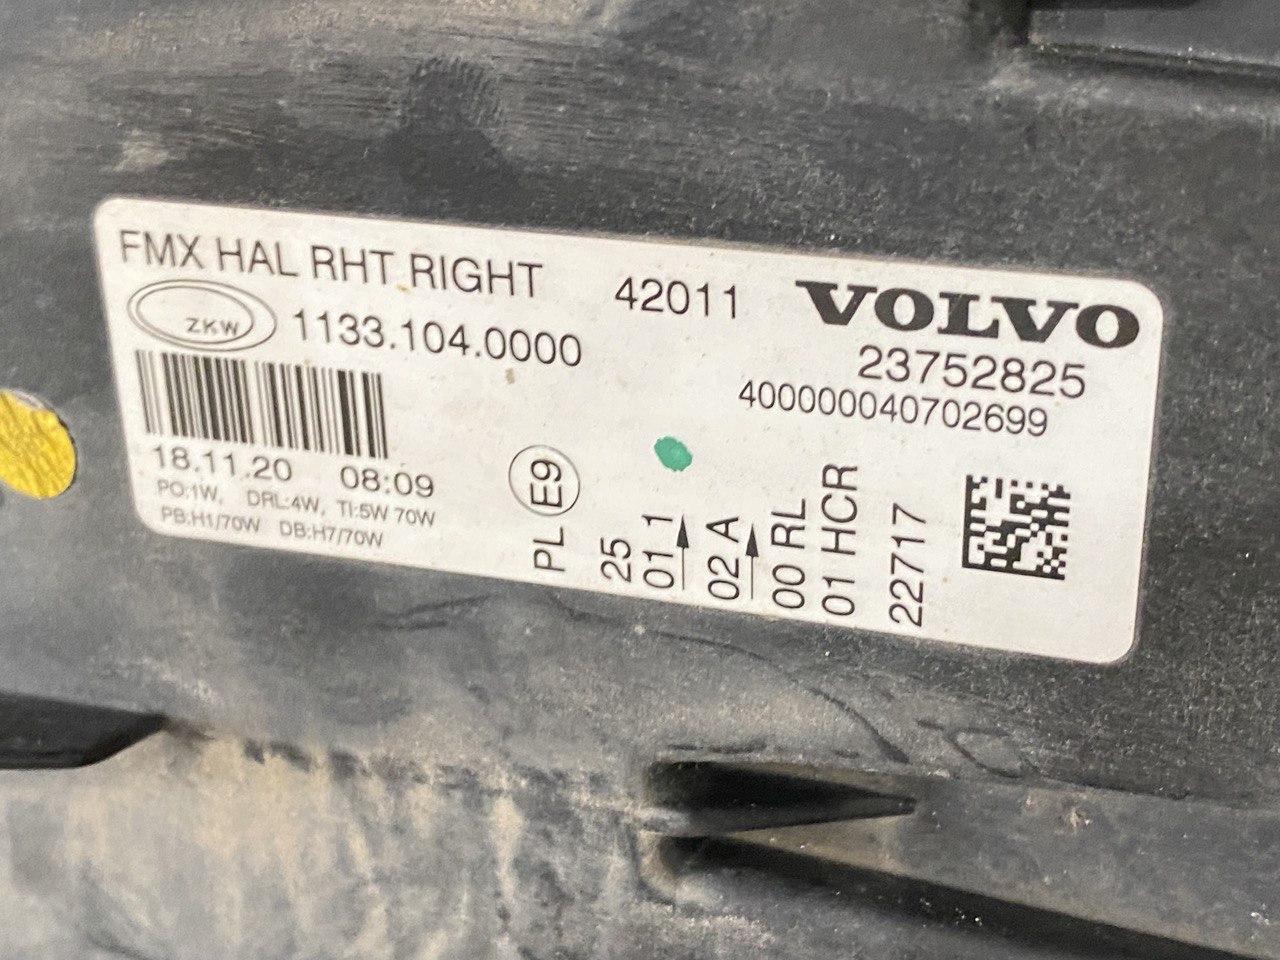 FMX HAL RHT RIGHT 42011 VOLVO
ZKW 1133.104.0000 23752825
400000040702699
18.11.20 08:09
PO:1W, DRL:4W, TI:5W 70W
PB:H1/70W DB:H7/70W
PL E9
25
01 1
02 A
00 RL
01 HCR
22717